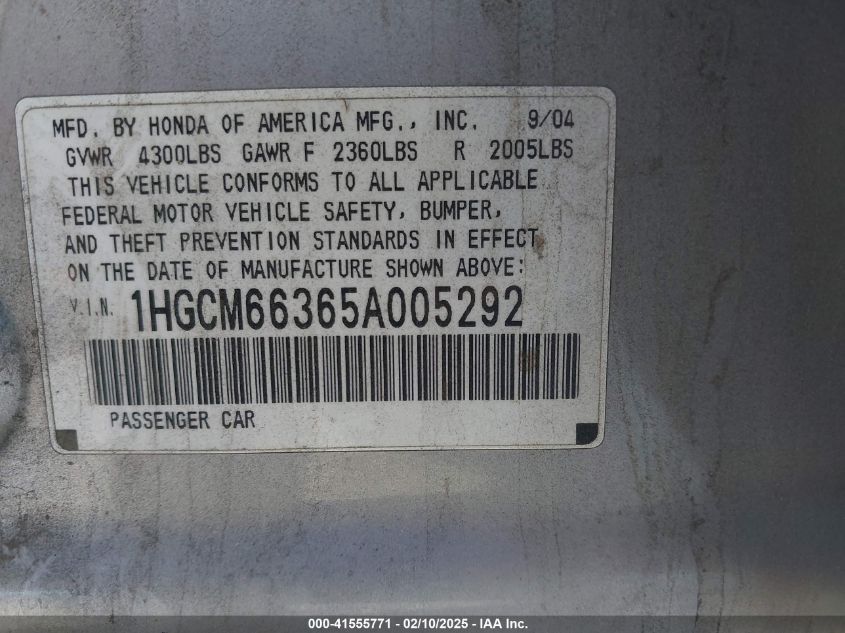 MFD. BY HONDA OF AMERICA MFG., INC. 9/04
GVWR 4300LBS GAWR F 2360LBS R 2005LBS
THIS VEHICLE CONFORMS TO ALL APPLICABLE
FEDERAL MOTOR VEHICLE SAFETY, BUMPER,
AND THEFT PREVENTION STANDARDS IN EFFECT
ON THE DATE OF MANUFACTURE SHOWN ABOVE:
V.I.N. 1HGCM66365A005292
PASSENGER CAR
000-41555771 - 02/10/2025 - IAA Inc.